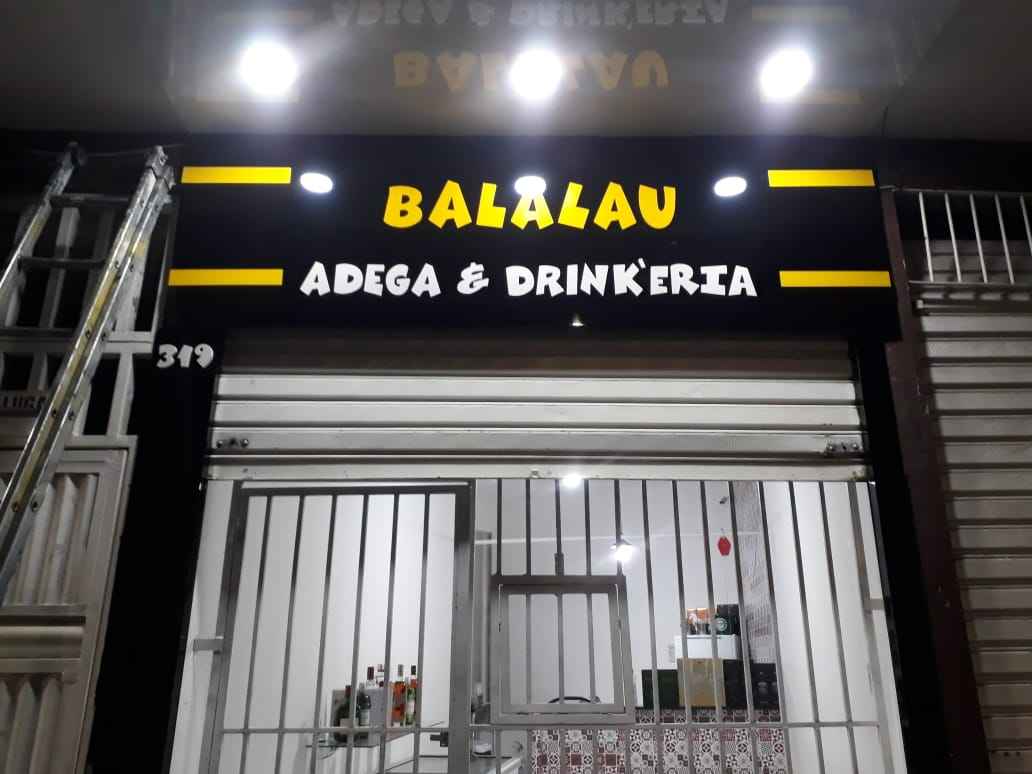 BALALAU
ADEGA & DRINK'ERIA
319